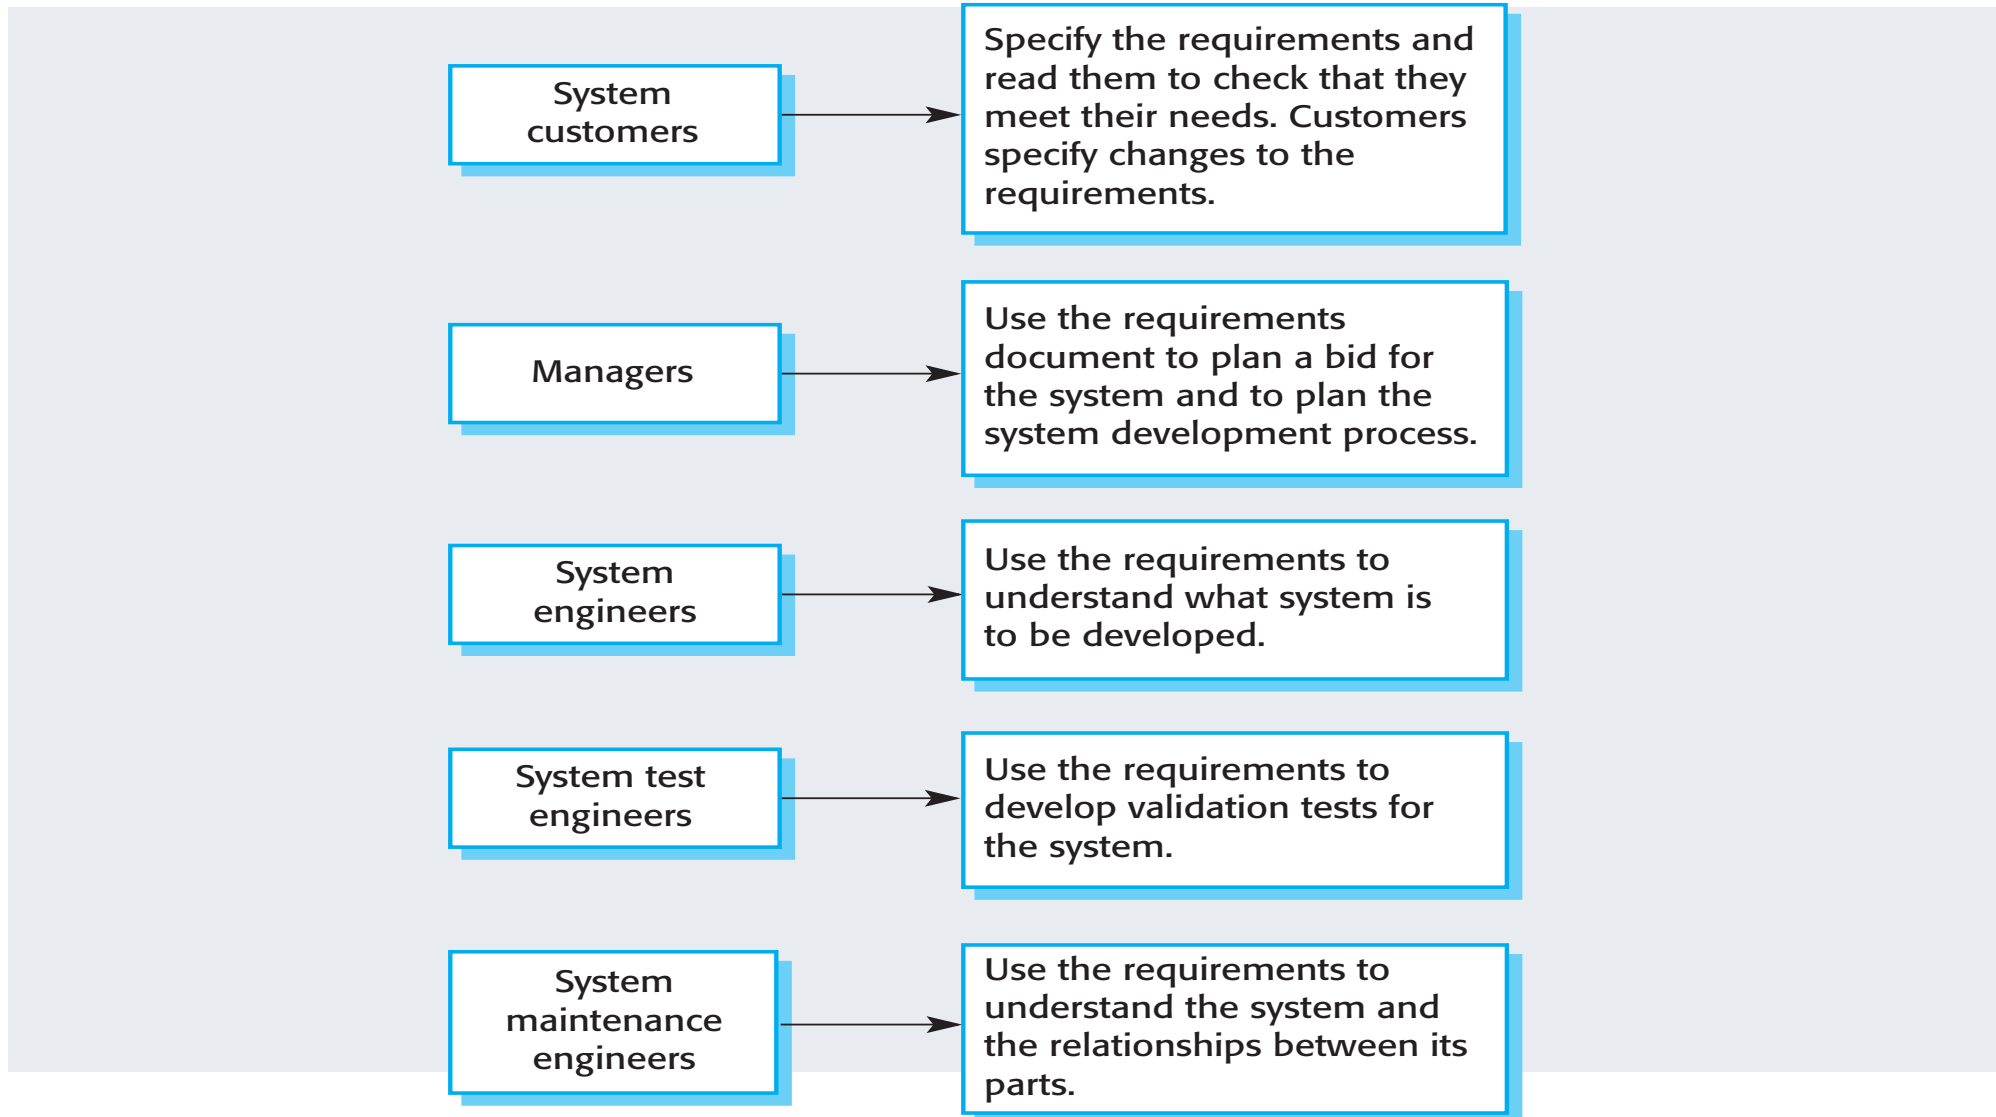 System
customers
Specify the requirements and
read them to check that they
meet their needs. Customers
specify changes to the
requirements.
Managers
Use the requirements
document to plan a bid for
the system and to plan the
system development process.
System
engineers
Use the requirements to
understand what system is
to be developed.
System test
engineers
Use the requirements to
develop validation tests for
the system.
System
maintenance
engineers
Use the requirements to
understand the system and
the relationships between its
parts.